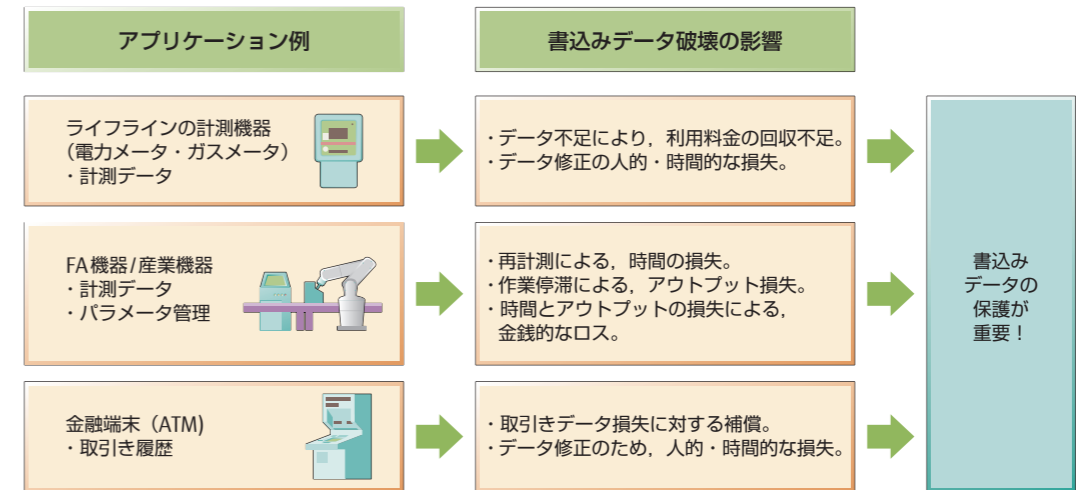 アプリケーション例
書込みデータ破壊の影響
ライフラインの計測機器
（電力メータ・ガスメータ）
・計測データ
・データ不足により，利用料金の回収不足。
・データ修正の人的・時間的な損失。
FA機器/産業機器
・計測データ
・パラメータ管理
・再計測による，時間の損失。
・作業停滞による，アウトプット損失。
・時間とアウトプットの損失による，
金銭的なロス。
金融端末（ATM)
・取引き履歴
・取引きデータ損失に対する補償。
・データ修正のため，人的・時間的な損失。
書込み
データの
保護が
重要！